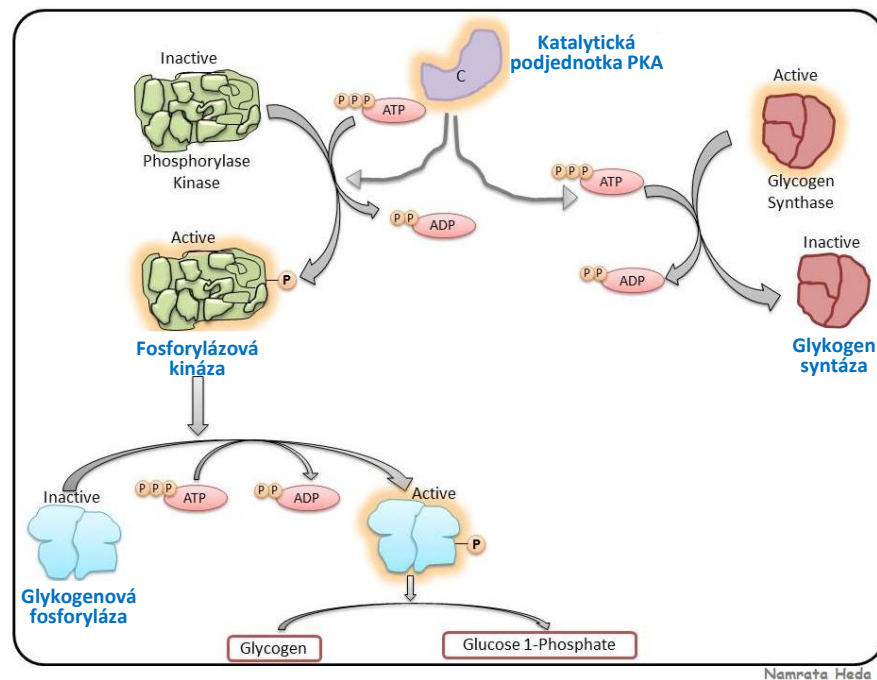 Inactive
Phosphorylase
Kinase
P P P
ATP
C
Katalytická
podjednotka PKA
Active
Glycogen
Synthase
P P P
ATP
P P
ADP
Active
P
Fosforylázová
kináza
P P
ADP
Inactive
Glykogen
syntáza
Inactive
P P P
ATP
P P
ADP
Active
P
Glykogenová
fosforyláza
Glycogen
Glucose 1-Phosphate
Namrata Heda